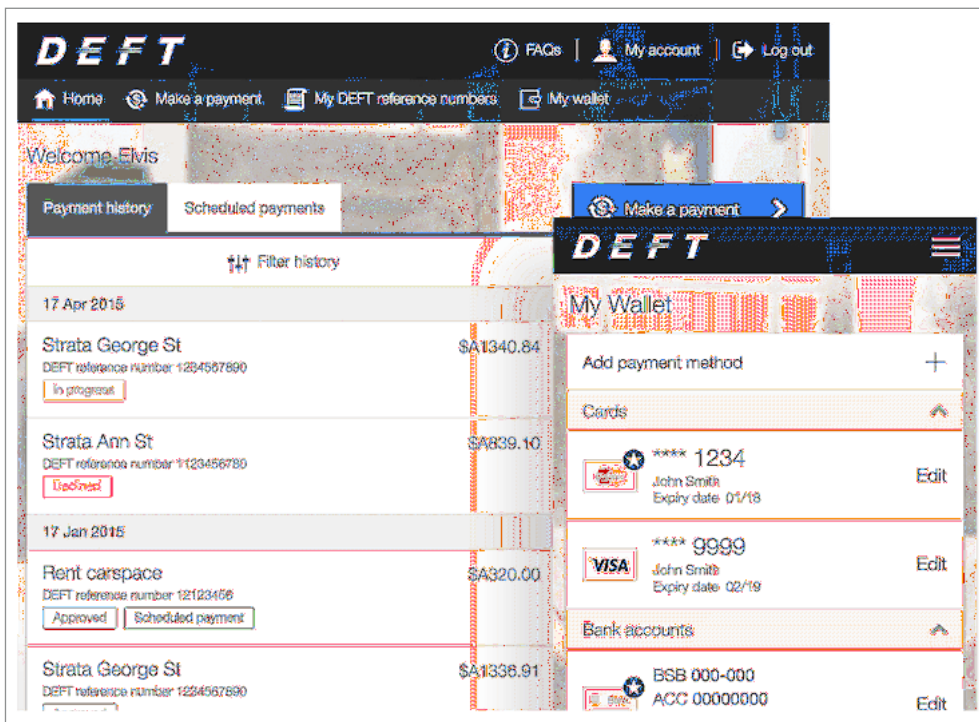 DEFT
FAQs | My account | Log out
Home Make a payment My DEFT reference numbers My wallet
Welcome Elvis
Payment history Scheduled payments
Make a payment
Filter history
17 Apr 2015
Strata George St $A1340.84
DEFT reference number 1234567890
In progress
Strata Ann St $A839.10
DEFT reference number 1123456780
Declined
17 Jan 2015
Rent carspace $A320.00
DEFT reference number 12123456
Approved Scheduled payment
Strata George St $A1336.91
DEFT reference number 1234567890
DEFT
My Wallet
Add payment method
Cards
**** 1234
John Smith
Expiry date 01/18
Edit
**** 9999
VISA
John Smith
Expiry date 02/19
Edit
Bank accounts
BSB 000-000
ACC 00000000
Edit